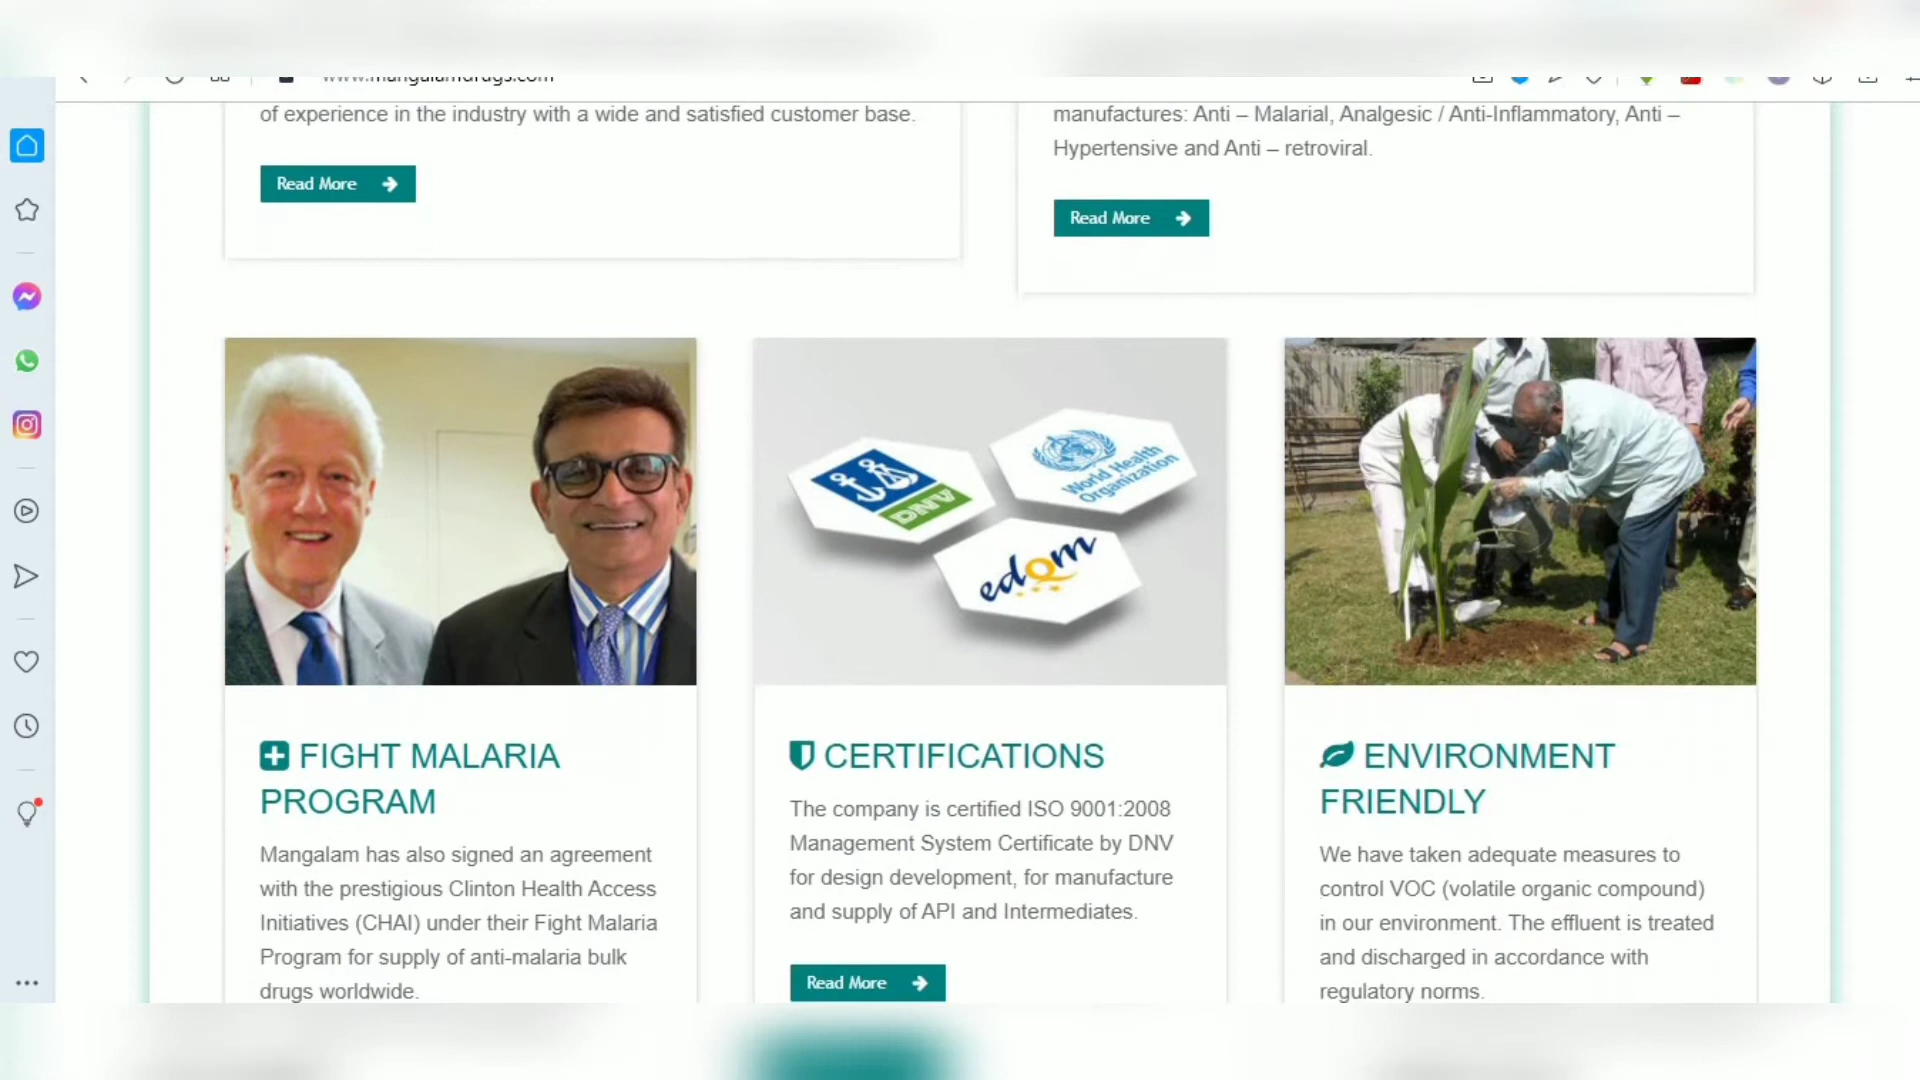 www.mangalamdrugs.com
of experience in the industry with a wide and satisfied customer base.
Read More
manufactures: Anti – Malarial, Analgesic / Anti-Inflammatory, Anti –
Hypertensive and Anti – retroviral.
Read More
DNV
World Health
Organization
edqm
FIGHT MALARIA
PROGRAM
Mangalam has also signed an agreement
with the prestigious Clinton Health Access
Initiatives (CHAI) under their Fight Malaria
Program for supply of anti-malaria bulk
drugs worldwide.
CERTIFICATIONS
The company is certified ISO 9001:2008
Management System Certificate by DNV
for design development, for manufacture
and supply of API and Intermediates.
Read More
ENVIRONMENT
FRIENDLY
We have taken adequate measures to
control VOC (volatile organic compound)
in our environment. The effluent is treated
and discharged in accordance with
regulatory norms.